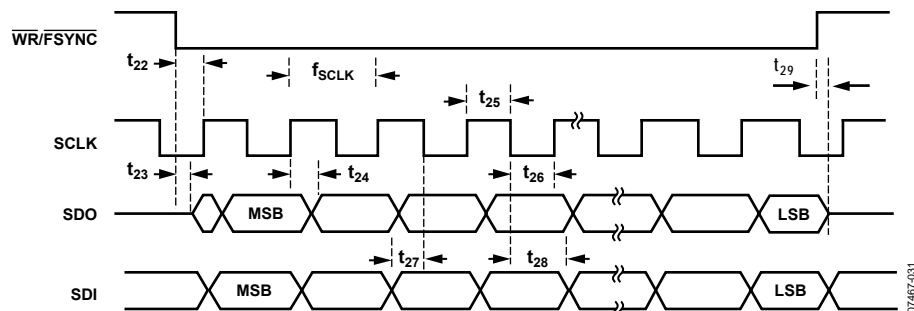 WR/FSYNC
t22
fSCLK
t25
t29
SCLK
t23
t24
t26
SDO
MSB
LSB
t27
t28
SDI
MSB
LSB
07467-031